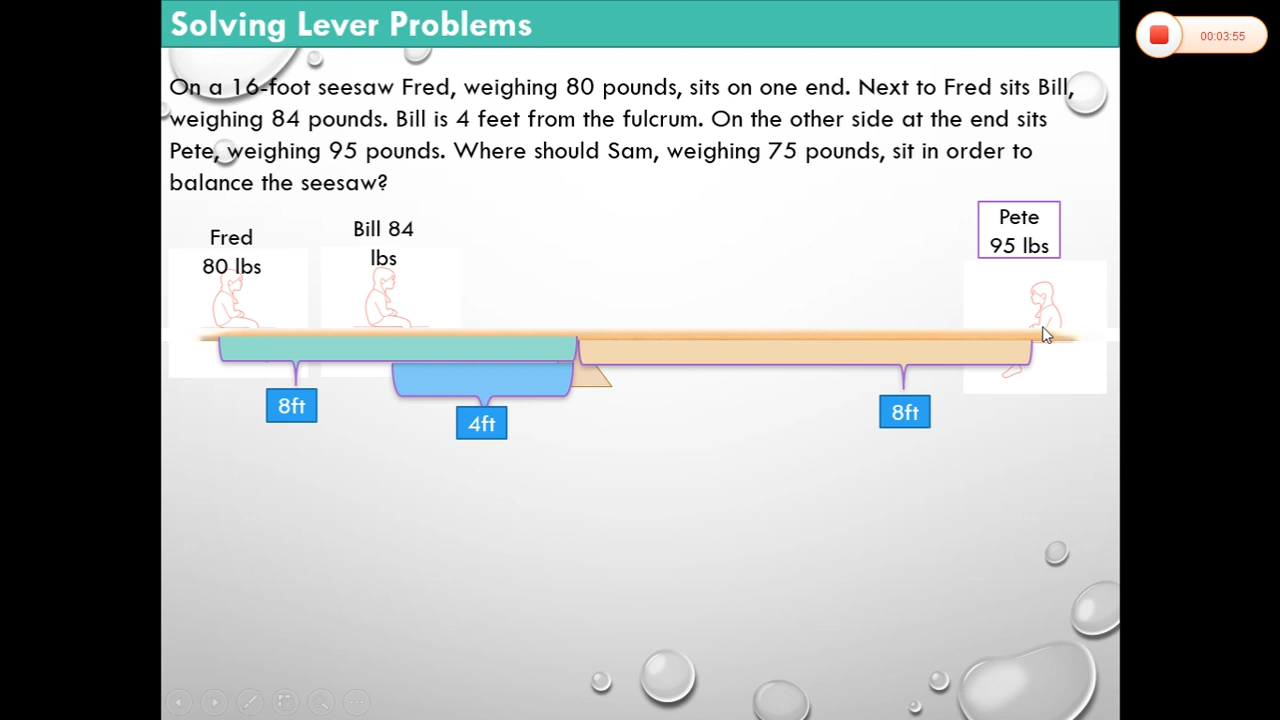 Solving Lever Problems
00:03:55
On a 16-foot seesaw Fred, weighing 80 pounds, sits on one end. Next to Fred sits Bill,
weighing 84 pounds. Bill is 4 feet from the fulcrum. On the other side at the end sits
Pete, weighing 95 pounds. Where should Sam, weighing 75 pounds, sit in order to
balance the seesaw?
Fred
80 lbs
Bill 84
lbs
Pete
95 lbs
8ft
4ft
8ft